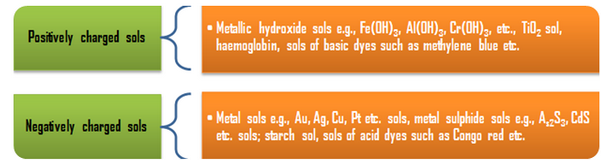 Positively charged sols
• Metallic hydroxide sols e.g., Fe(OH)₃, Al(OH)₃, Cr(OH)₃, etc., TiO₂ sol,
haemoglobin, sols of basic dyes such as methylene blue etc.
Negatively charged sols
• Metal sols e.g., Au, Ag, Cu, Pt etc. sols, metal sulphide sols e.g., Aₛ₂S₃, CdS
etc. sols; starch sol, sols of acid dyes such as Congo red etc.